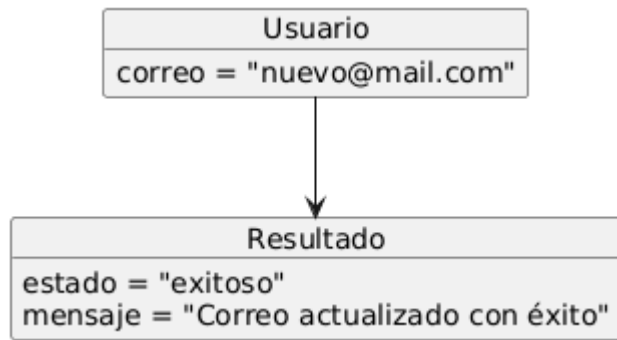 Usuario
correo = "nuevo@mail.com"
Resultado
estado = "exitoso"
mensaje = "Correo actualizado con éxito"